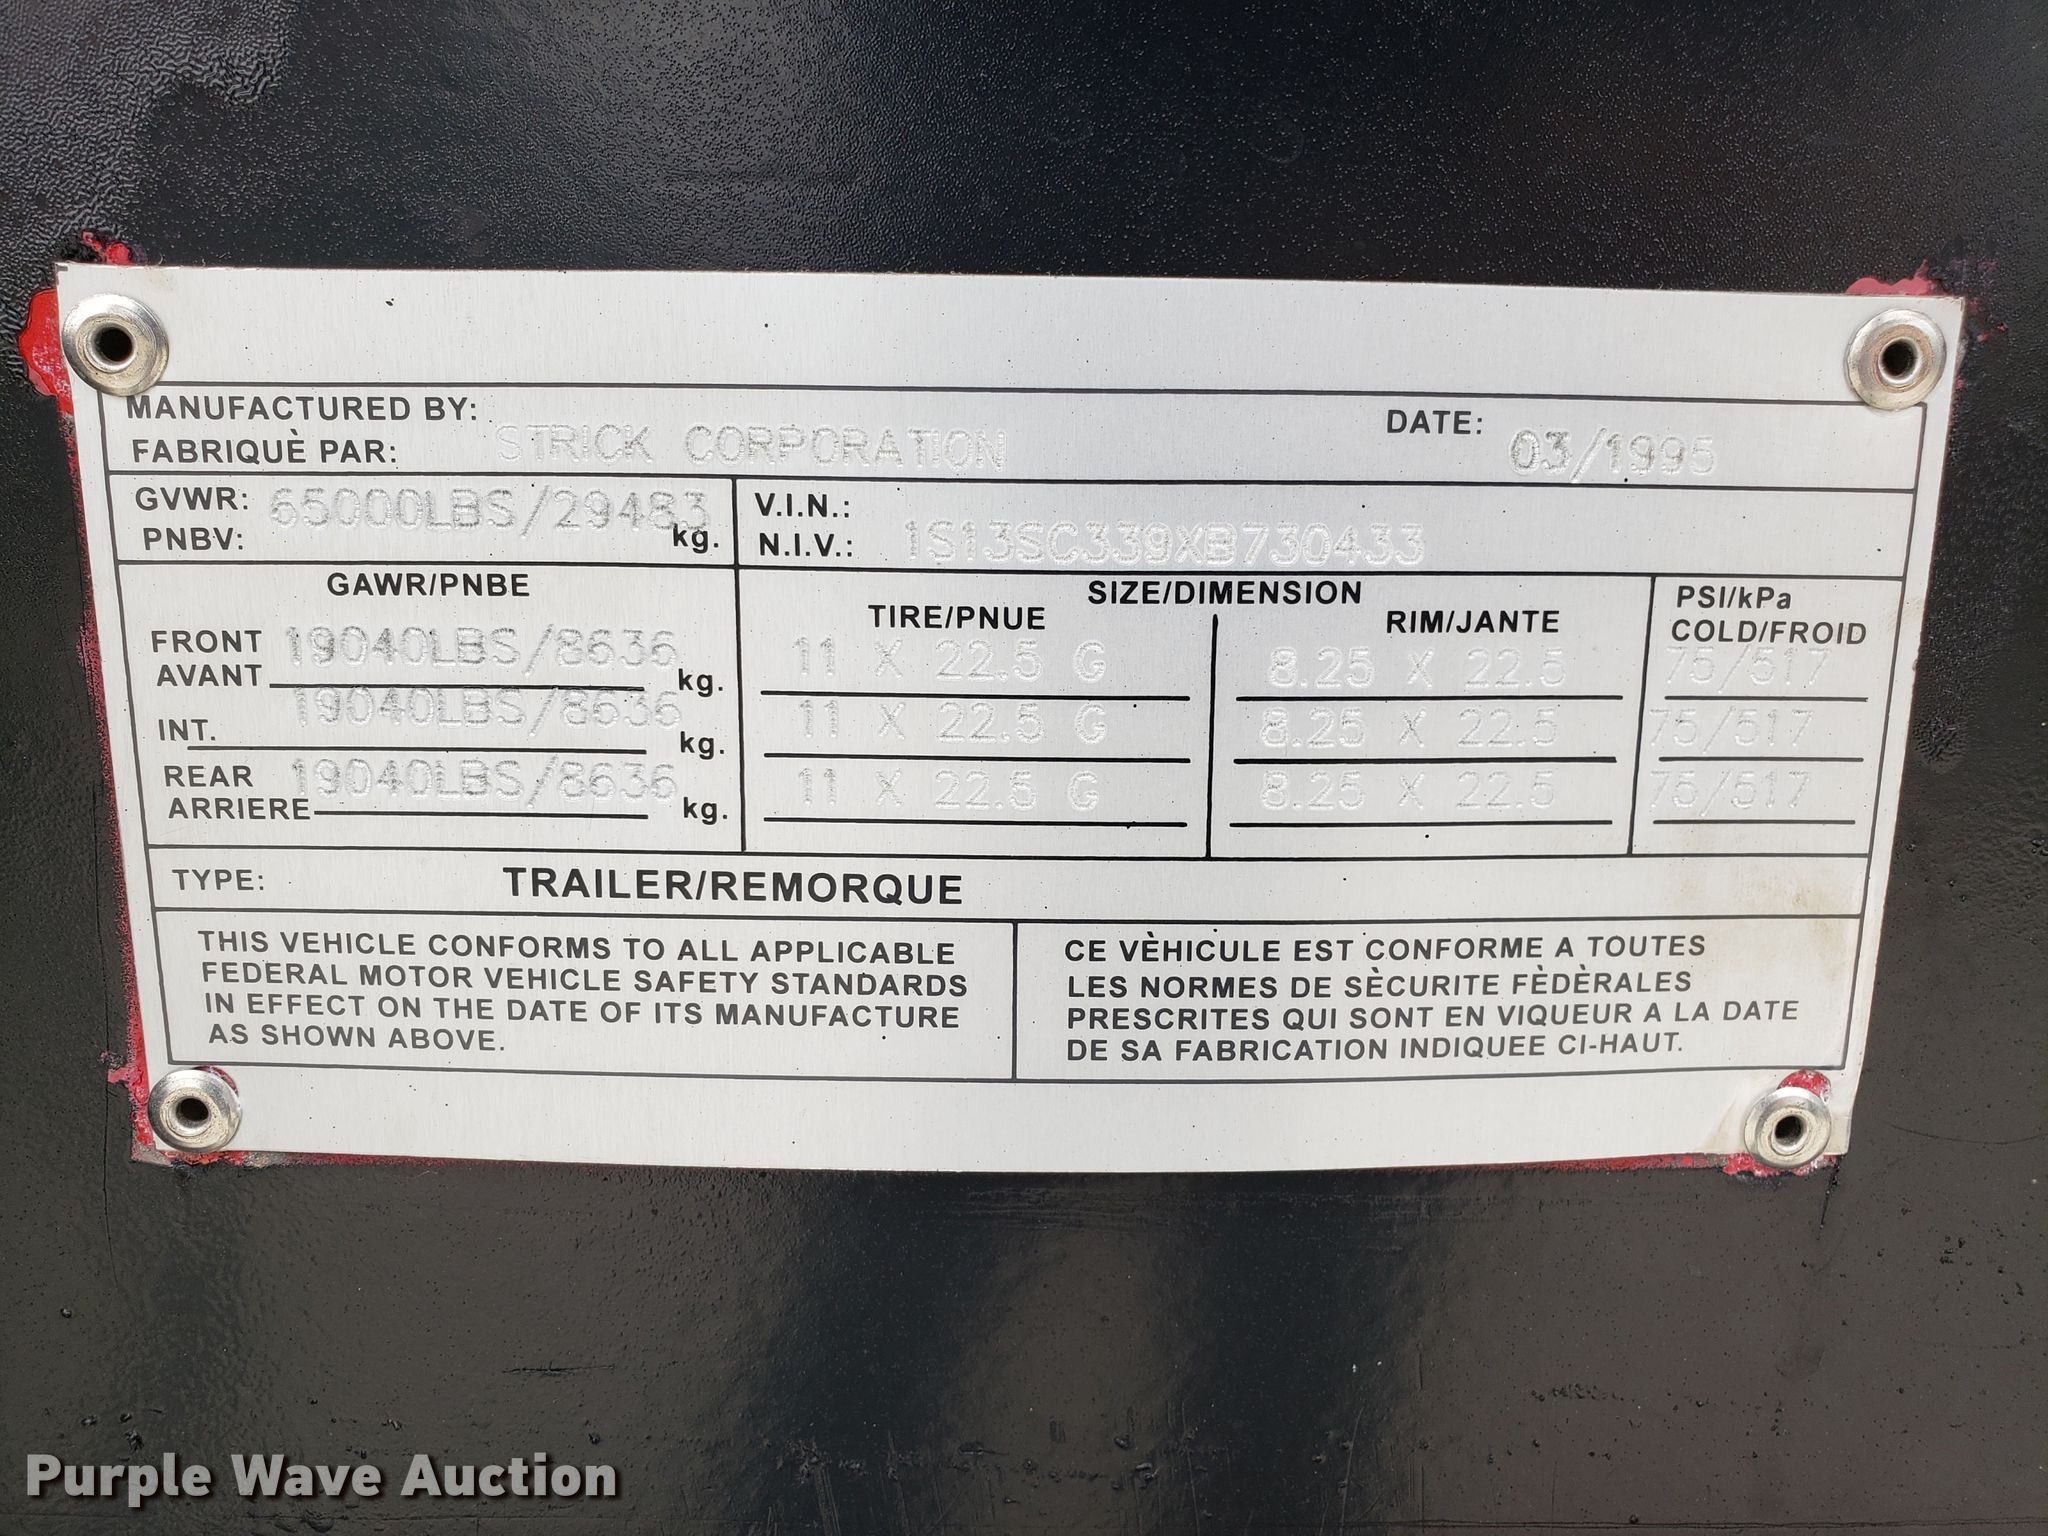 MANUFACTURED BY:
FABRIQUÈ PAR: STRICK CORPORATION
DATE: 03/1995
GVWR: 65000LBS/29483 kg.
PNBV:
V.I.N.:
N.I.V.: 1S13SC339XB730433
GAWR/PNBE
SIZE/DIMENSION
TIRE/PNUE
RIM/JANTE
PSI/kPa
COLD/FROID
FRONT
AVANT 19040LBS/8636 kg. 11 X 22.5 G 8.25 X 22.5 75/517
INT. 19040LBS/8636 kg. 11 X 22.5 G 8.25 X 22.5 75/517
REAR
ARRIERE 19040LBS/8636 kg. 11 X 22.5 G 8.25 X 22.5 75/517
TYPE: TRAILER/REMORQUE
THIS VEHICLE CONFORMS TO ALL APPLICABLE
FEDERAL MOTOR VEHICLE SAFETY STANDARDS
IN EFFECT ON THE DATE OF ITS MANUFACTURE
AS SHOWN ABOVE.
CE VÈHICULE EST CONFORME A TOUTES
LES NORMES DE SÈCURITE FÈDÈRALES
PRESCRITES QUI SONT EN VIQUEUR A LA DATE
DE SA FABRICATION INDIQUEE CI-HAUT.
Purple Wave Auction